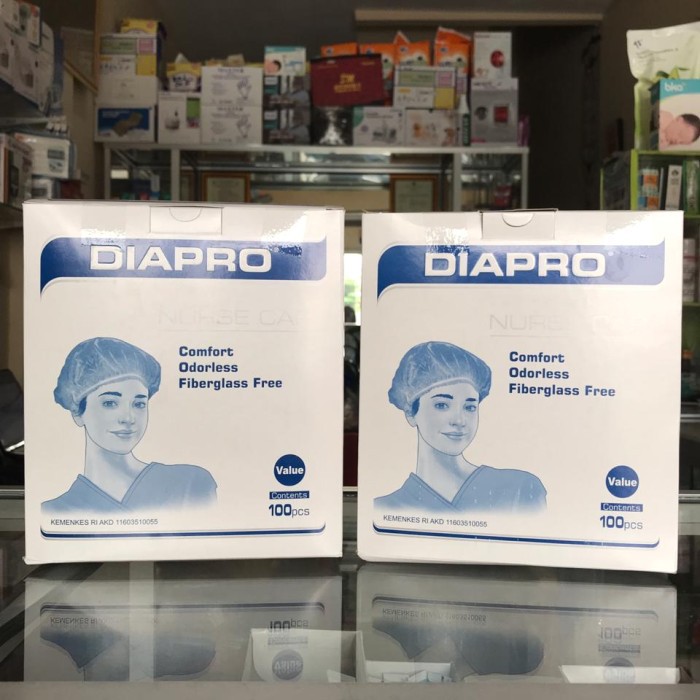 DIAPRO
NURSE CAP
Comfort
Odorless
Fiberglass Free
Value
Contents
100pcs
KEMENKES RI AKD 11603510055
DIAPRO
Comfort
Odorless
Fiberglass Free
Value
Contents
100pcs
KEMENKES RI AKD 11603510055